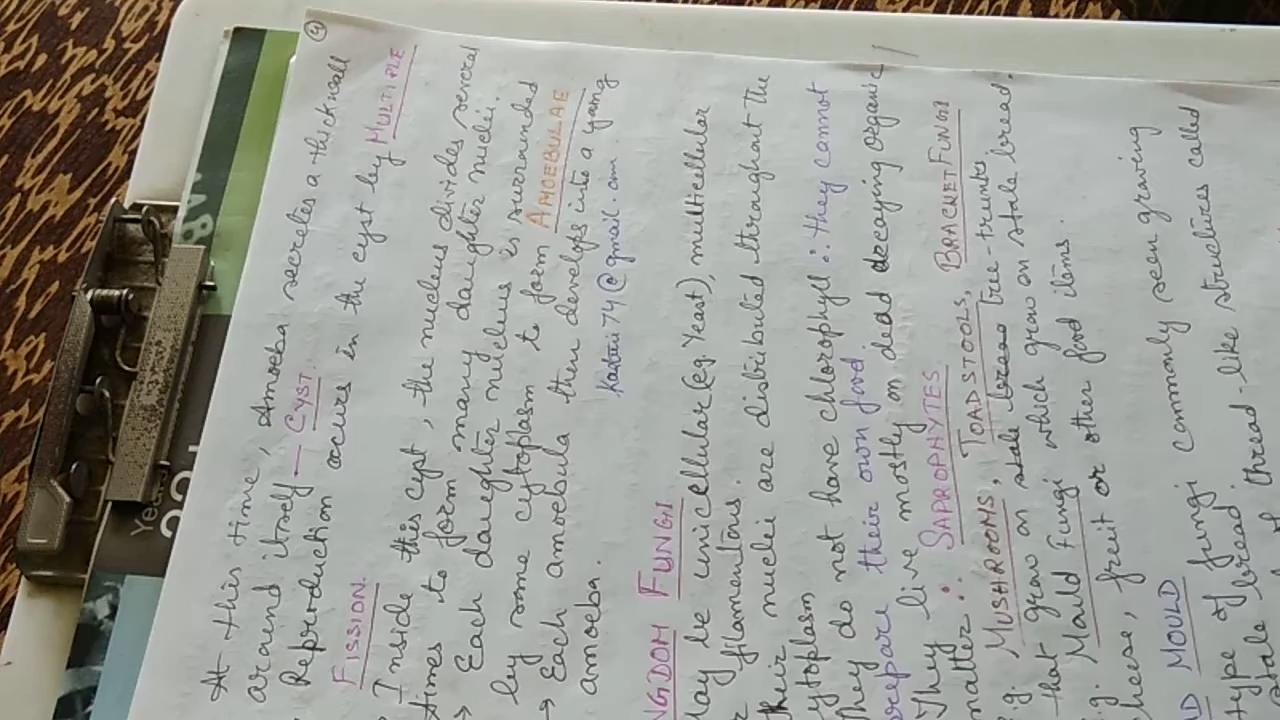 ④
At this time, Amoeba secretes a thick wall
around itself — CYST.
Reproduction occurs in the cyst by MULTIPLE
FISSION.
Inside this cyst, the nucleus divides several
times to form many daughter nuclei.
→ Each daughter nucleus is surrounded
by some cytoplasm to form AMOEBULAE
→ Each amoebula then develops into a young
amoeba.
NGDOM FUNGI
May be unicellular (eg. Yeast), multicellular
r filamentous.
their nuclei are distributed throughout the
ytoplasm
They do not have chlorophyll ∴ they cannot
repare their own food.
They live mostly on dead decaying organic
matter ∴ SAPROPHYTES.
.g. MUSHROOMS, TOADSTOOLS, BRACKET FUNGI
that grow on stale bread tree-trunks
.g. Mould Fungi which grow on stale bread,
heese, fruit or other food items.
D MOULD
type of fungi commonly seen growing
stale bread. thread-like structures called